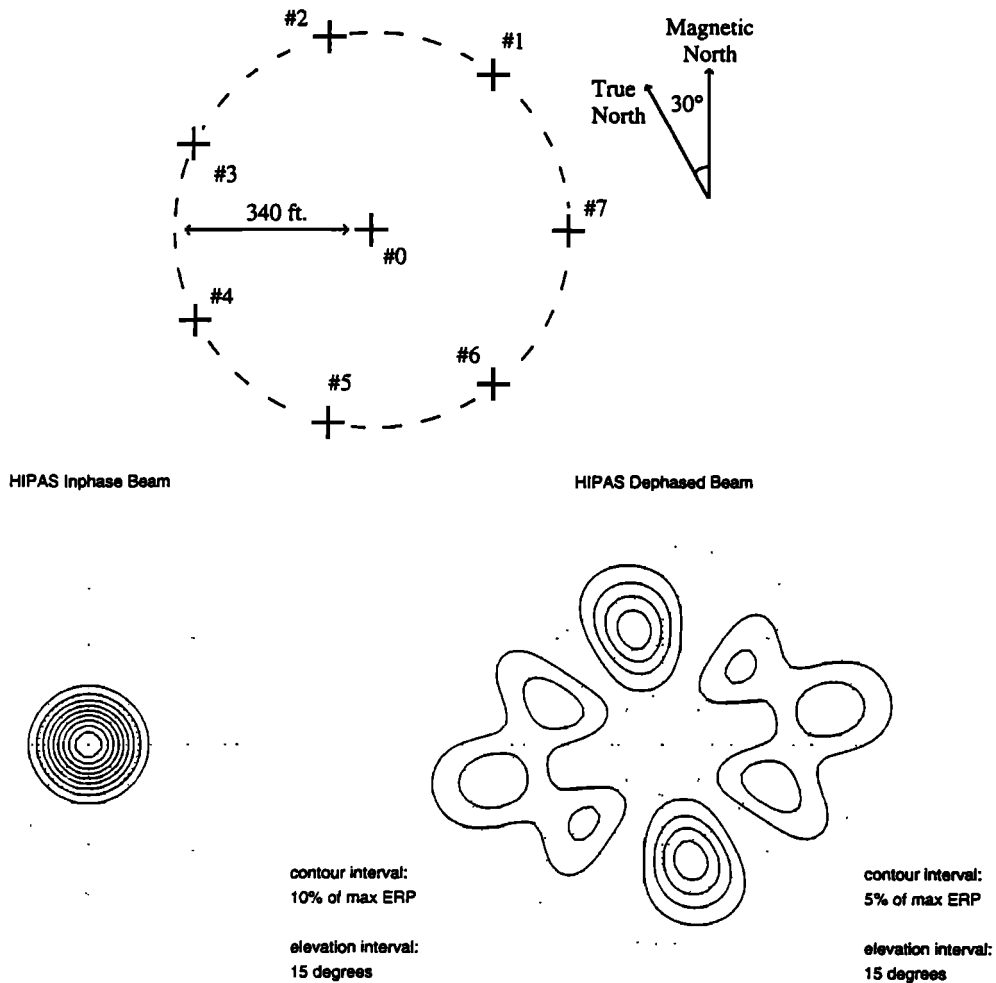 #2
#1
Magnetic
North
True
North
30°
#3
340 ft.
#7
#0
#4
#6
#5
HIPAS Inphase Beam
HIPAS Dephased Beam
contour interval:
10% of max ERP
elevation interval:
15 degrees
contour interval:
5% of max ERP
elevation interval:
15 degrees